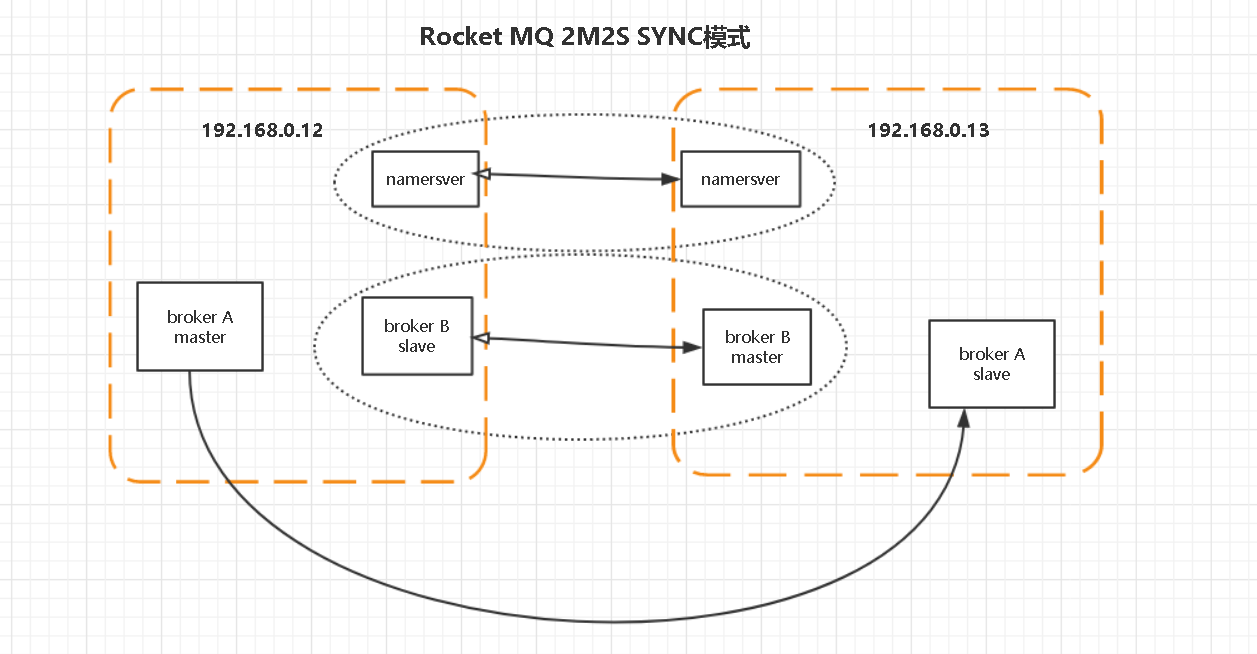 Rocket MQ 2M2S SYNC模式
192.168.0.12
192.168.0.13
namersver
namersver
broker A
master
broker B
slave
broker B
master
broker A
slave